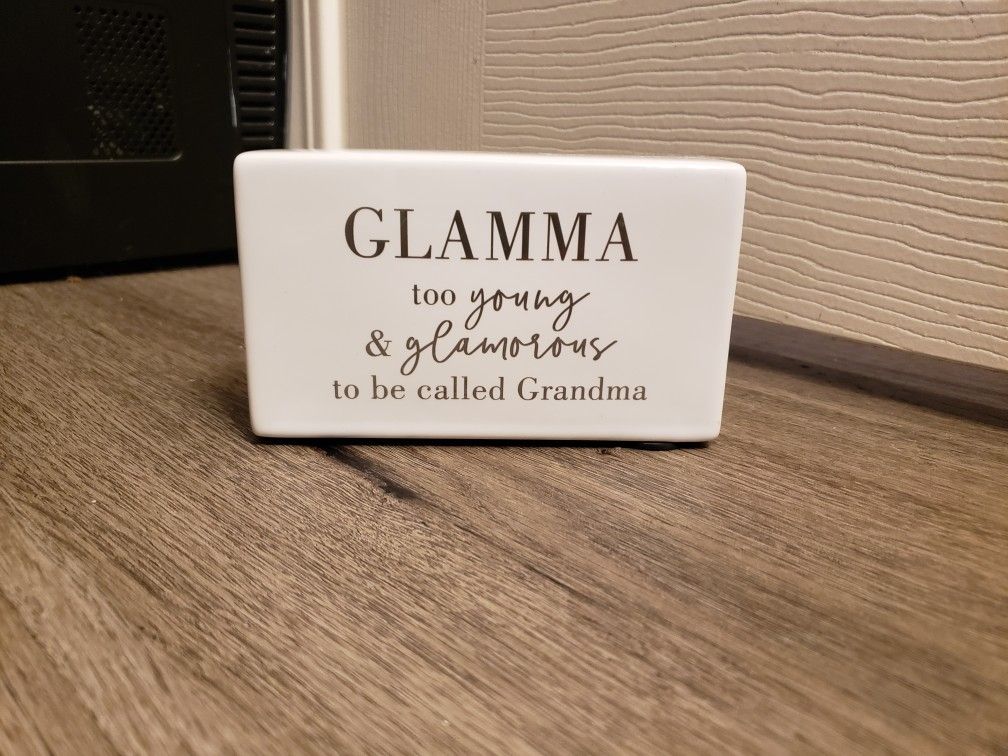 GLAMMA
too young
& glamorous
to be called Grandma